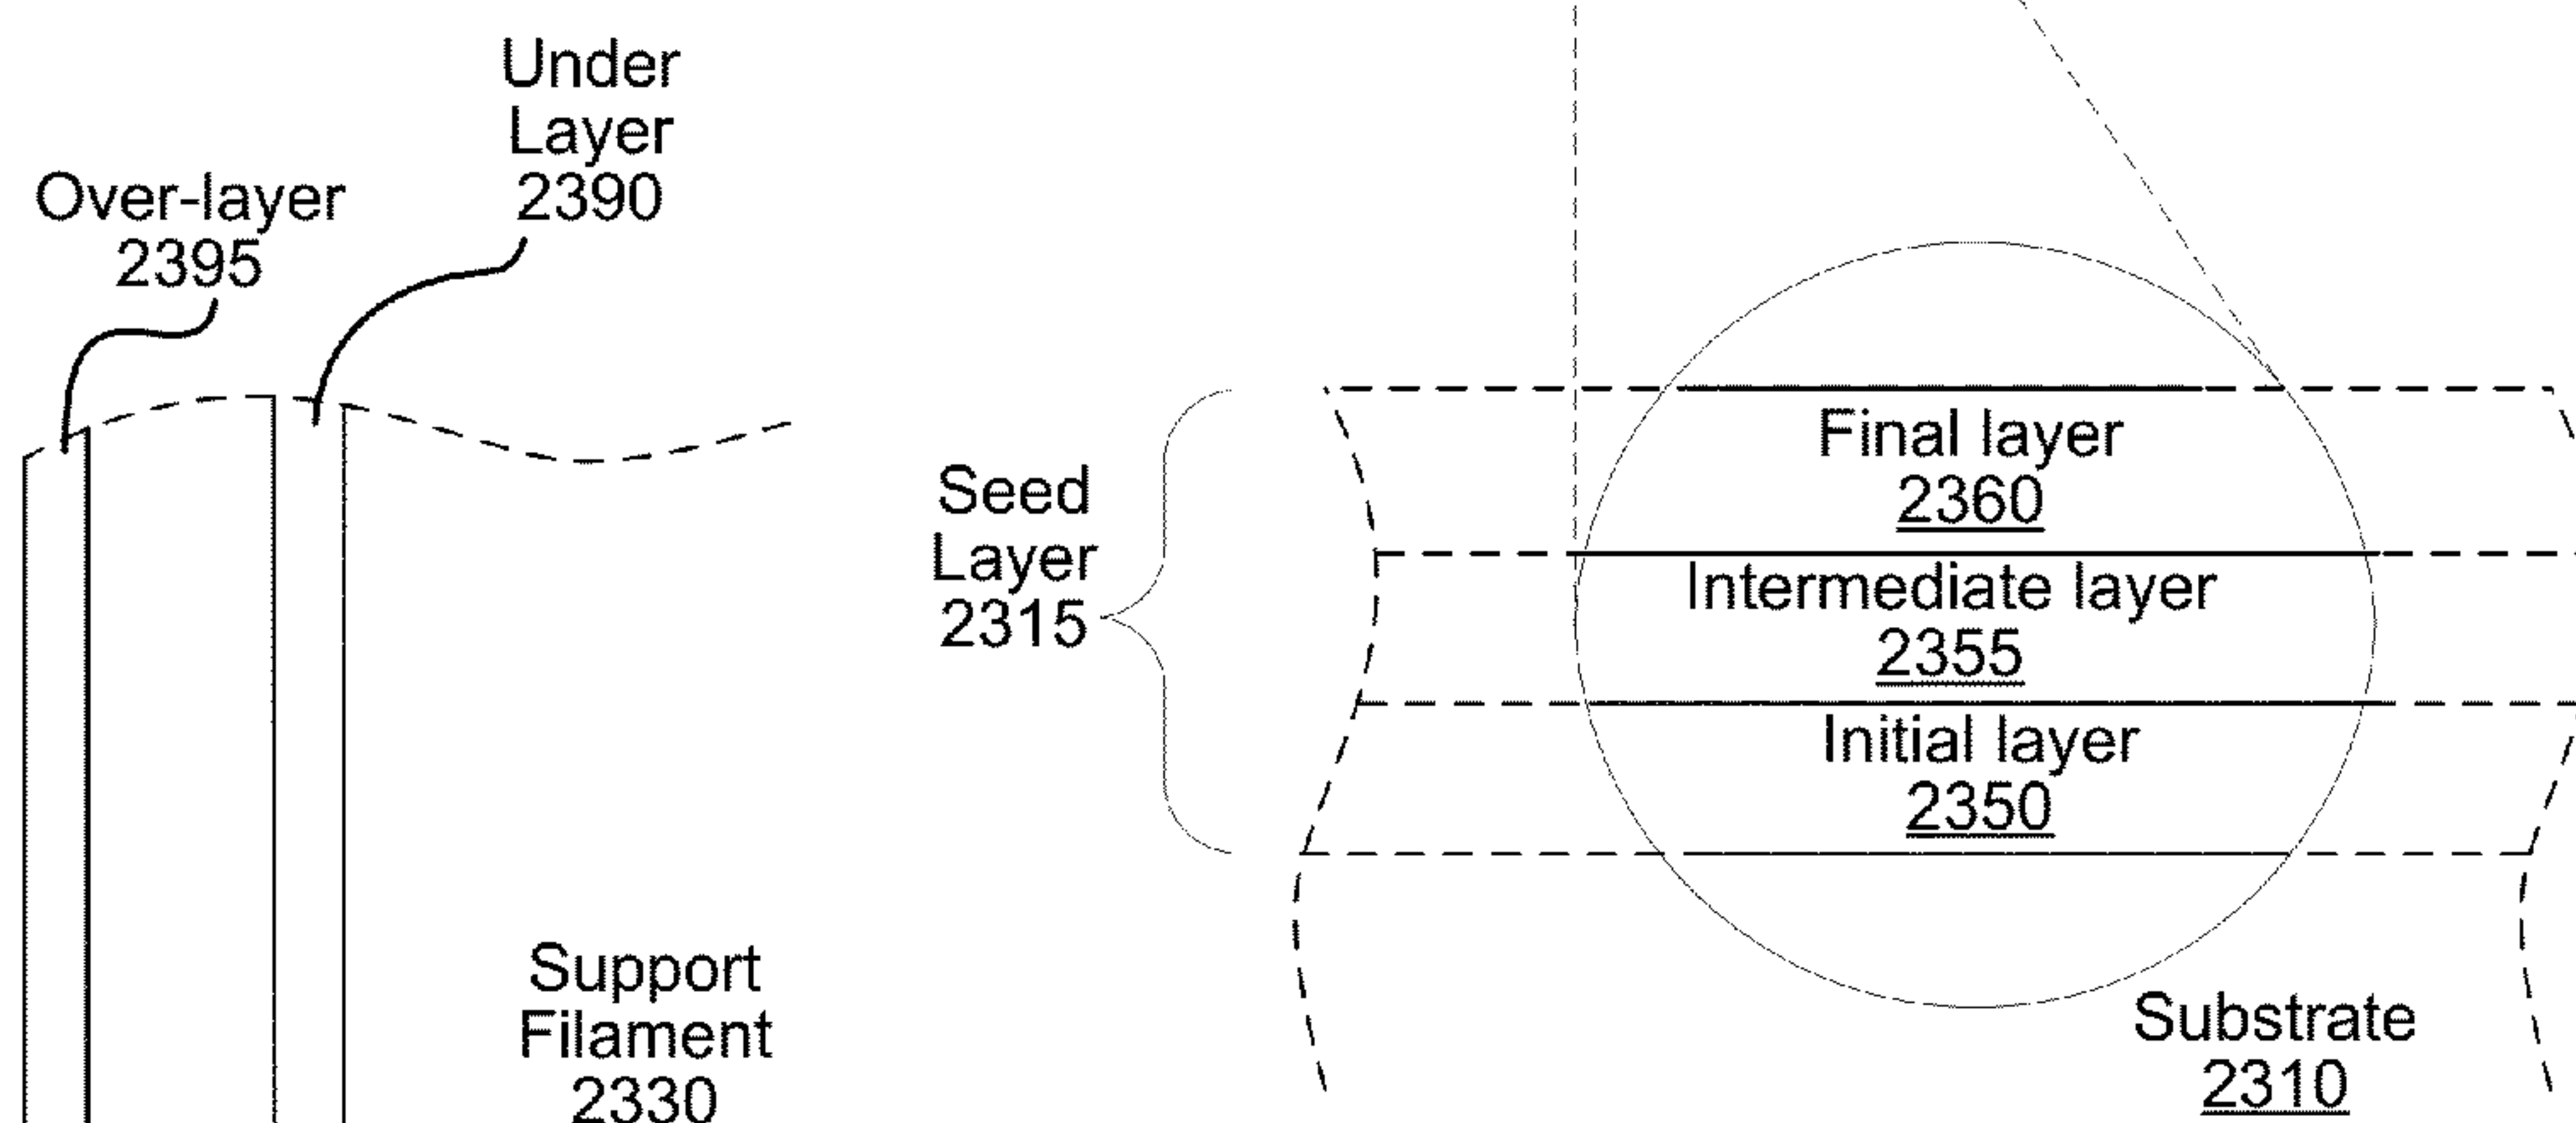 Under
Layer
2390
Over-layer
2395
Final layer
2360
Seed
Layer
2315
Intermediate layer
2355
Initial layer
2350
Support
Filament
2330
Substrate
2310